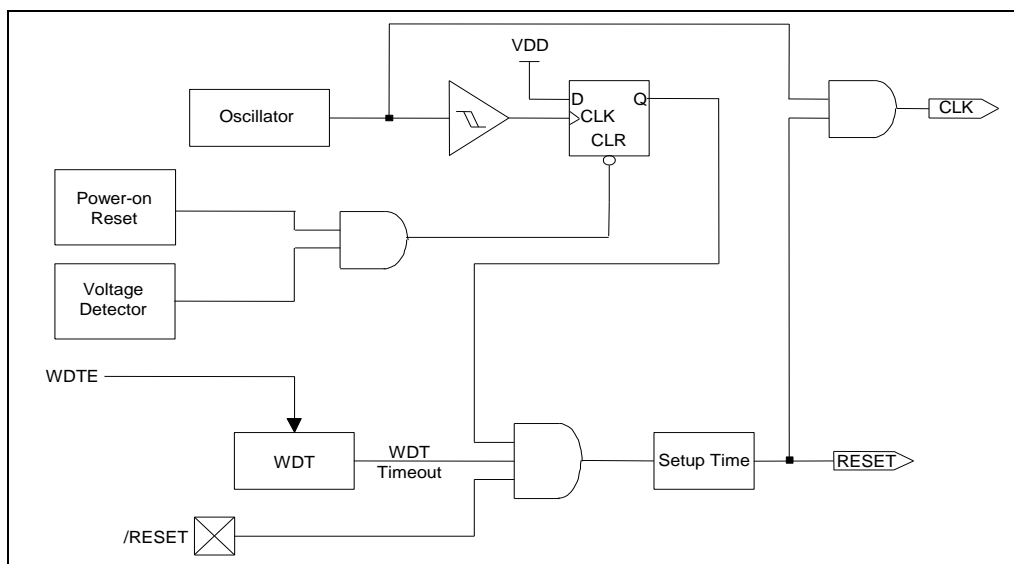 VDD
Oscillator
D
Q
CLK
CLR
CLK
Power-on
Reset
Voltage
Detector
WDTE
WDT
WDT
Timeout
Setup Time
RESET
/RESET